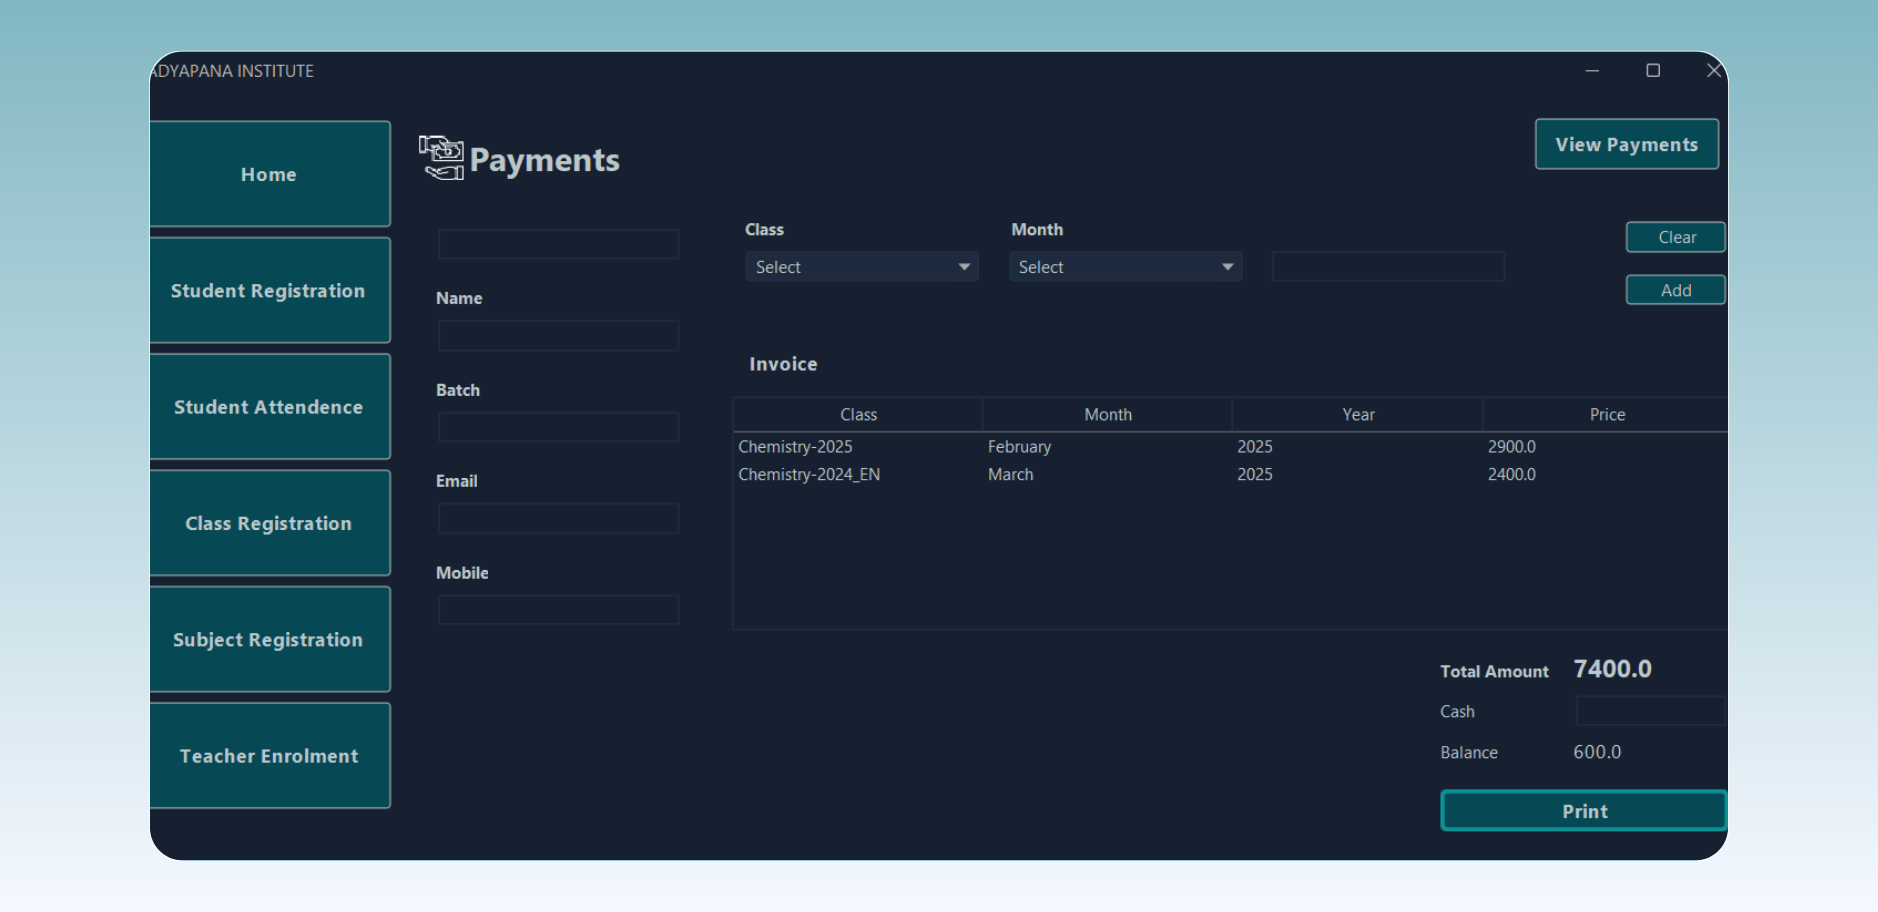 ADYAPANA INSTITUTE
Home
Student Registration
Student Attendence
Class Registration
Subject Registration
Teacher Enrolment
Payments
View Payments
Name
Batch
Email
Mobile
Class Month
Select Select
Clear
Add
Invoice
Class Month Year Price
Chemistry-2025 February 2025 2900.0
Chemistry-2024_EN March 2025 2400.0
Total Amount 7400.0
Cash
Balance 600.0
Print